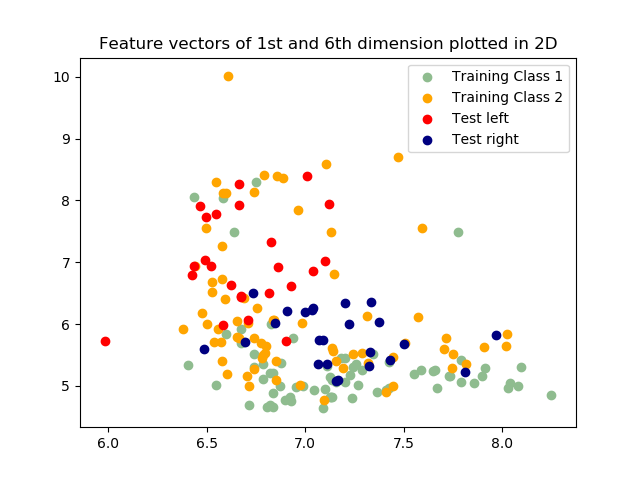 Feature vectors of 1st and 6th dimension plotted in 2D
Training Class 1
Training Class 2
Test left
Test right
10
9
8
7
6
5
6.0 6.5 7.0 7.5 8.0